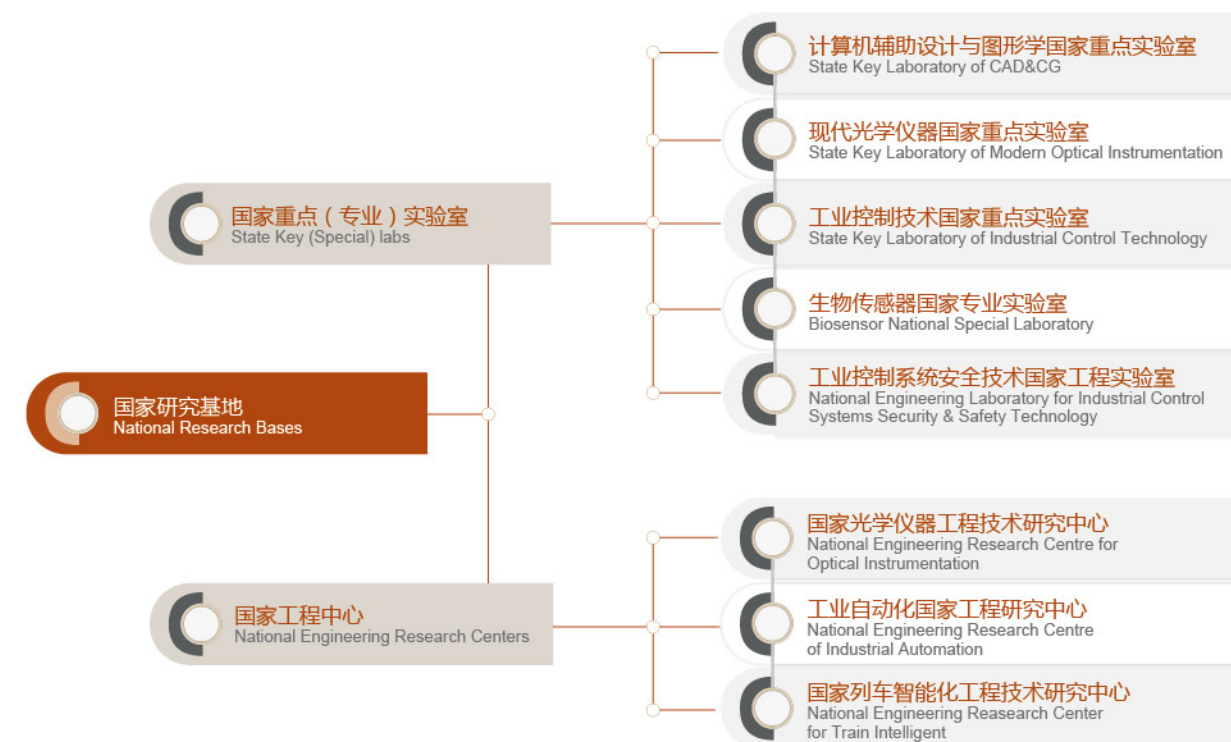 国家研究基地
National Research Bases
国家重点（专业）实验室
State Key (Special) labs
计算机辅助设计与图形学国家重点实验室
State Key Laboratory of CAD&CG
现代光学仪器国家重点实验室
State Key Laboratory of Modern Optical Instrumentation
工业控制技术国家重点实验室
State Key Laboratory of Industrial Control Technology
生物传感器国家专业实验室
Biosensor National Special Laboratory
工业控制系统安全技术国家工程实验室
National Engineering Laboratory for Industrial Control
Systems Security & Safety Technology
国家工程中心
National Engineering Research Centers
国家光学仪器工程技术研究中心
National Engineering Research Centre for
Optical Instrumentation
工业自动化国家工程研究中心
National Engineering Research Centre
of Industrial Automation
国家列车智能化工程技术研究中心
National Engineering Reasearch Center
for Train Intelligent